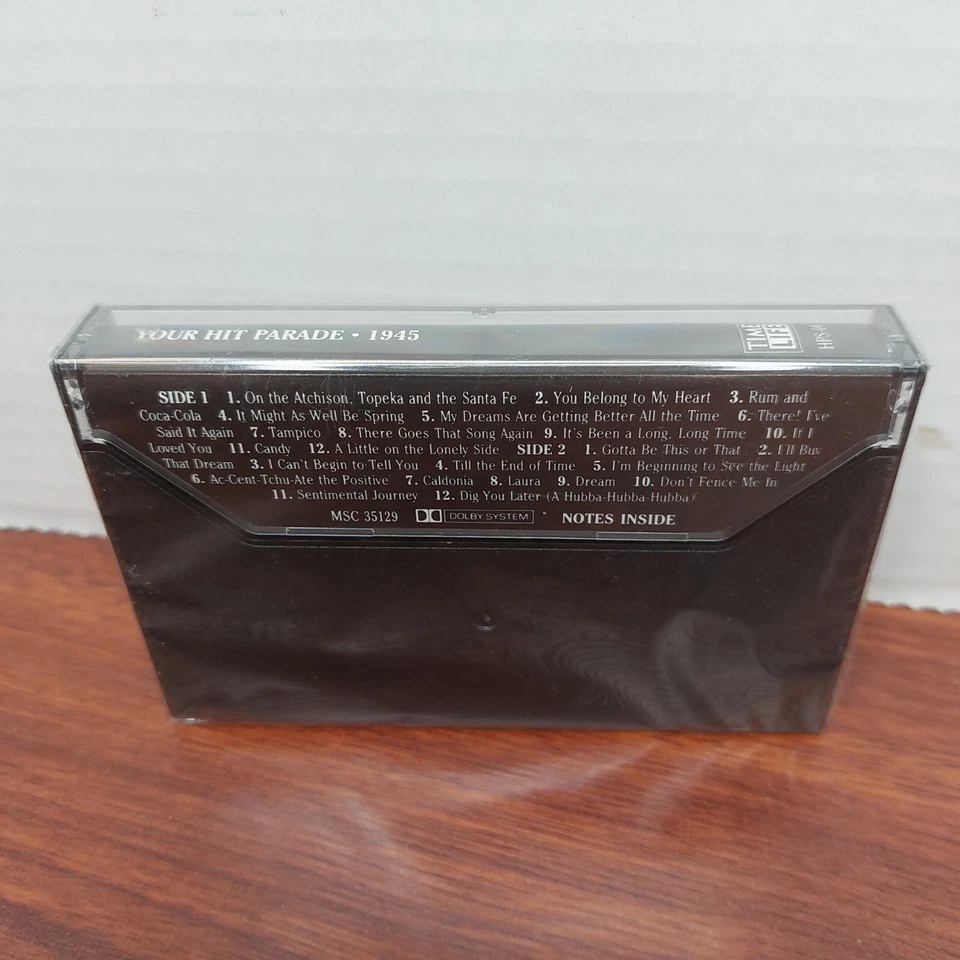 YOUR HIT PARADE • 1945
TIME
LIFE
SIDE 1 1. On the Atchison, Topeka and the Santa Fe 2. You Belong to My Heart 3. Rum and
Coca-Cola 4. It Might As Well Be Spring 5. My Dreams Are Getting Better All the Time 6. There! I've
Said It Again 7. Tampico 8. There Goes That Song Again 9. It's Been a Long, Long Time 10. If I
Loved You 11. Candy 12. A Little on the Lonely Side SIDE 2 1. Gotta Be This or That 2. I'll Buy
That Dream 3. I Can't Begin to Tell You 4. Till the End of Time 5. I'm Beginning to See the Light
6. Ac-Cent-Tchu-Ate the Positive 7. Caldonia 8. Laura 9. Dream 10. Don't Fence Me In
11. Sentimental Journey 12. Dig You Later (A Hubba-Hubba-Hubba)
MSC 35129 DOLBY SYSTEM NOTES INSIDE